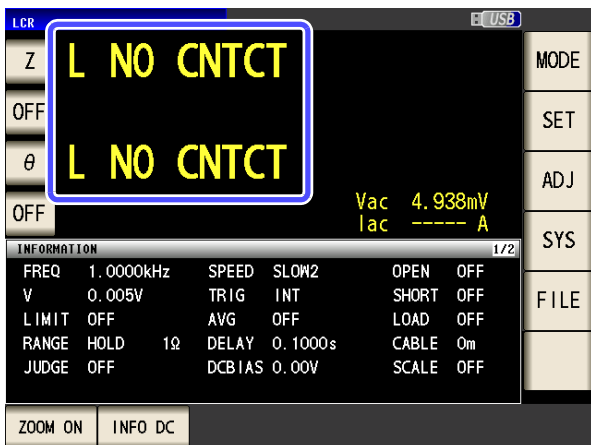 LCR USB
Z L NO CNTCT MODE
OFF SET
θ L NO CNTCT ADJ
OFF Vac 4.938mV
Iac ----- A SYS
INFORMATION 1/2
FREQ 1.0000kHz SPEED SLOW2 OPEN OFF
V 0.005V TRIG INT SHORT OFF FILE
LIMIT OFF AVG OFF LOAD OFF
RANGE HOLD 1Ω DELAY 0.1000s CABLE 0m
JUDGE OFF DCBIAS 0.00V SCALE OFF
ZOOM ON INFO DC